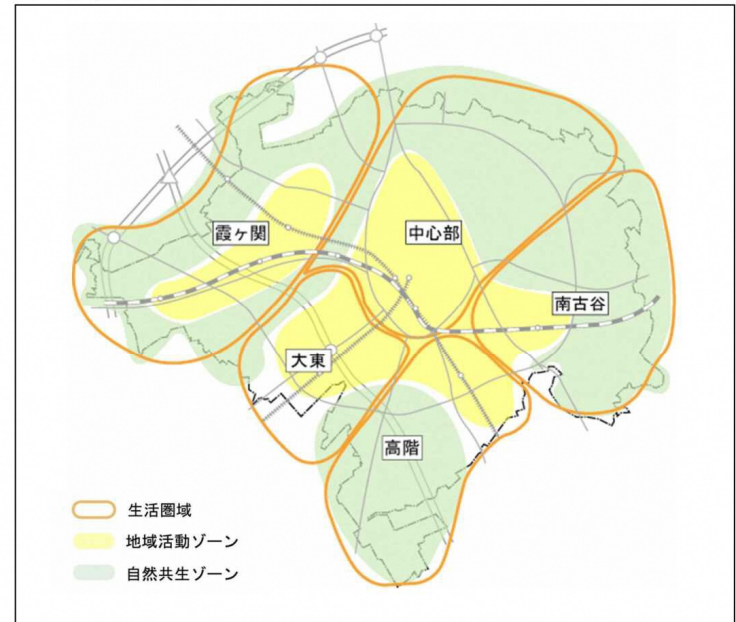 霞ヶ関
中心部
南古谷
大東
高階
生活圏域
地域活動ゾーン
自然共生ゾーン